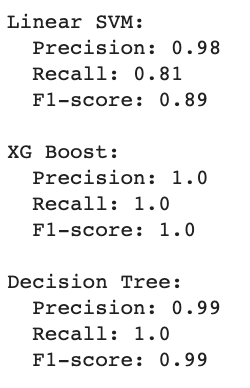 Linear SVM:
Precision: 0.98
Recall: 0.81
F1-score: 0.89
XG Boost:
Precision: 1.0
Recall: 1.0
F1-score: 1.0
Decision Tree:
Precision: 0.99
Recall: 1.0
F1-score: 0.99